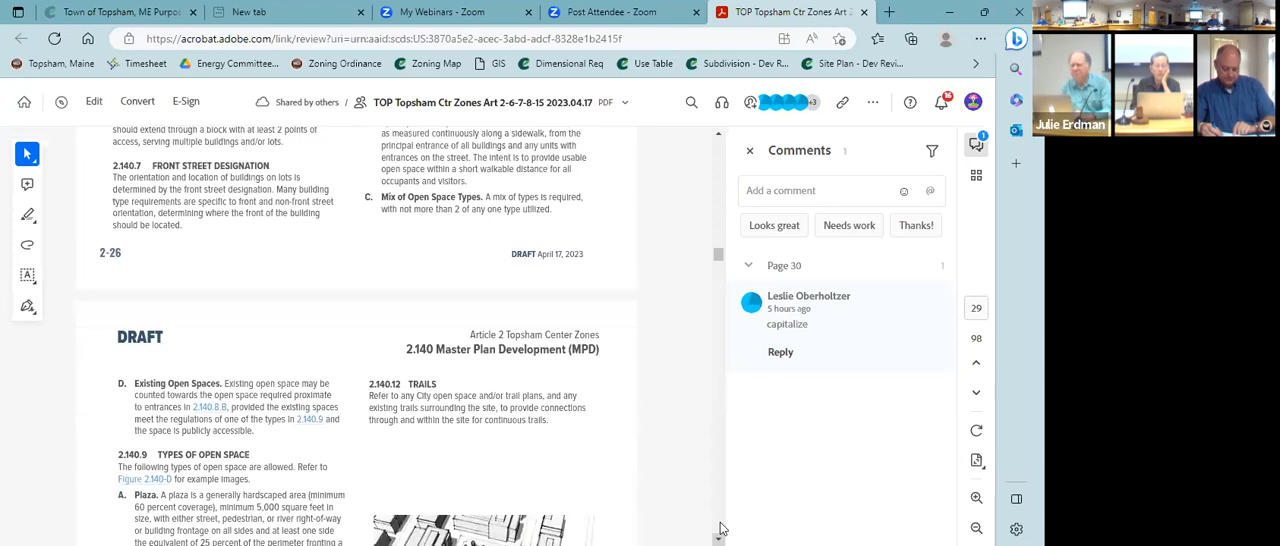 Town of Topsham, ME Purpo
New tab
My Webinars - Zoom
Post Attendee - Zoom
TOP Topsham Ctr Zones Art 2
https://acrobat.adobe.com/link/review?uri=urn:aaid:scds:US:3870a5e2-acec-3abd-adcf-8328e1b2415f
Topsham, Maine
Timesheet
Energy Committee...
Zoning Ordinance
Zoning Map
GIS
Dimensional Req
Use Table
Subdivision - Dev R...
Site Plan - Dev Revi...
Edit
Convert
E-Sign
Shared by others /
TOP Topsham Ctr Zones Art 2-6-7-8-15 2023.04.17
PDF
+3
16
Julie Erdman
should extend through a block with at least 2 points of
access, serving multiple buildings and/or lots.
2.140.7 FRONT STREET DESIGNATION
The orientation and location of buildings on lots is
determined by the front street designation. Many building
type requirements are specific to front and non-front street
orientation, determining where the front of the building
should be located.
as measured continuously along a sidewalk, from the
principal entrance of all buildings and any units with
entrances on the street. The intent is to provide usable
open space within a short walkable distance for all
occupants and visitors.
C. Mix of Open Space Types. A mix of types is required,
with not more than 2 of any one type utilized.
2-26
DRAFT April 17, 2023
DRAFT
Article 2 Topsham Center Zones
2.140 Master Plan Development (MPD)
D. Existing Open Spaces. Existing open space may be
counted towards the open space required proximate
to entrances in 2.140.8.B, provided the existing spaces
meet the regulations of one of the types in 2.140.9 and
the space is publicly accessible.
2.140.9 TYPES OF OPEN SPACE
The following types of open space are allowed. Refer to
Figure 2.140-D for example images.
A. Plaza. A plaza is a generally hardscaped area (minimum
60 percent coverage), minimum 5,000 square feet in
size, with either street, pedestrian, or river right-of-way
or building frontage on all sides and at least one side
the equivalent of 25 percent of the perimeter fronting a
2.140.12 TRAILS
Refer to any City open space and/or trail plans, and any
existing trails surrounding the site, to provide connections
through and within the site for continuous trails.
Comments 1
Add a comment
Looks great
Needs work
Thanks!
Page 30
1
Leslie Oberholtzer
5 hours ago
capitalize
Reply
1
29
98